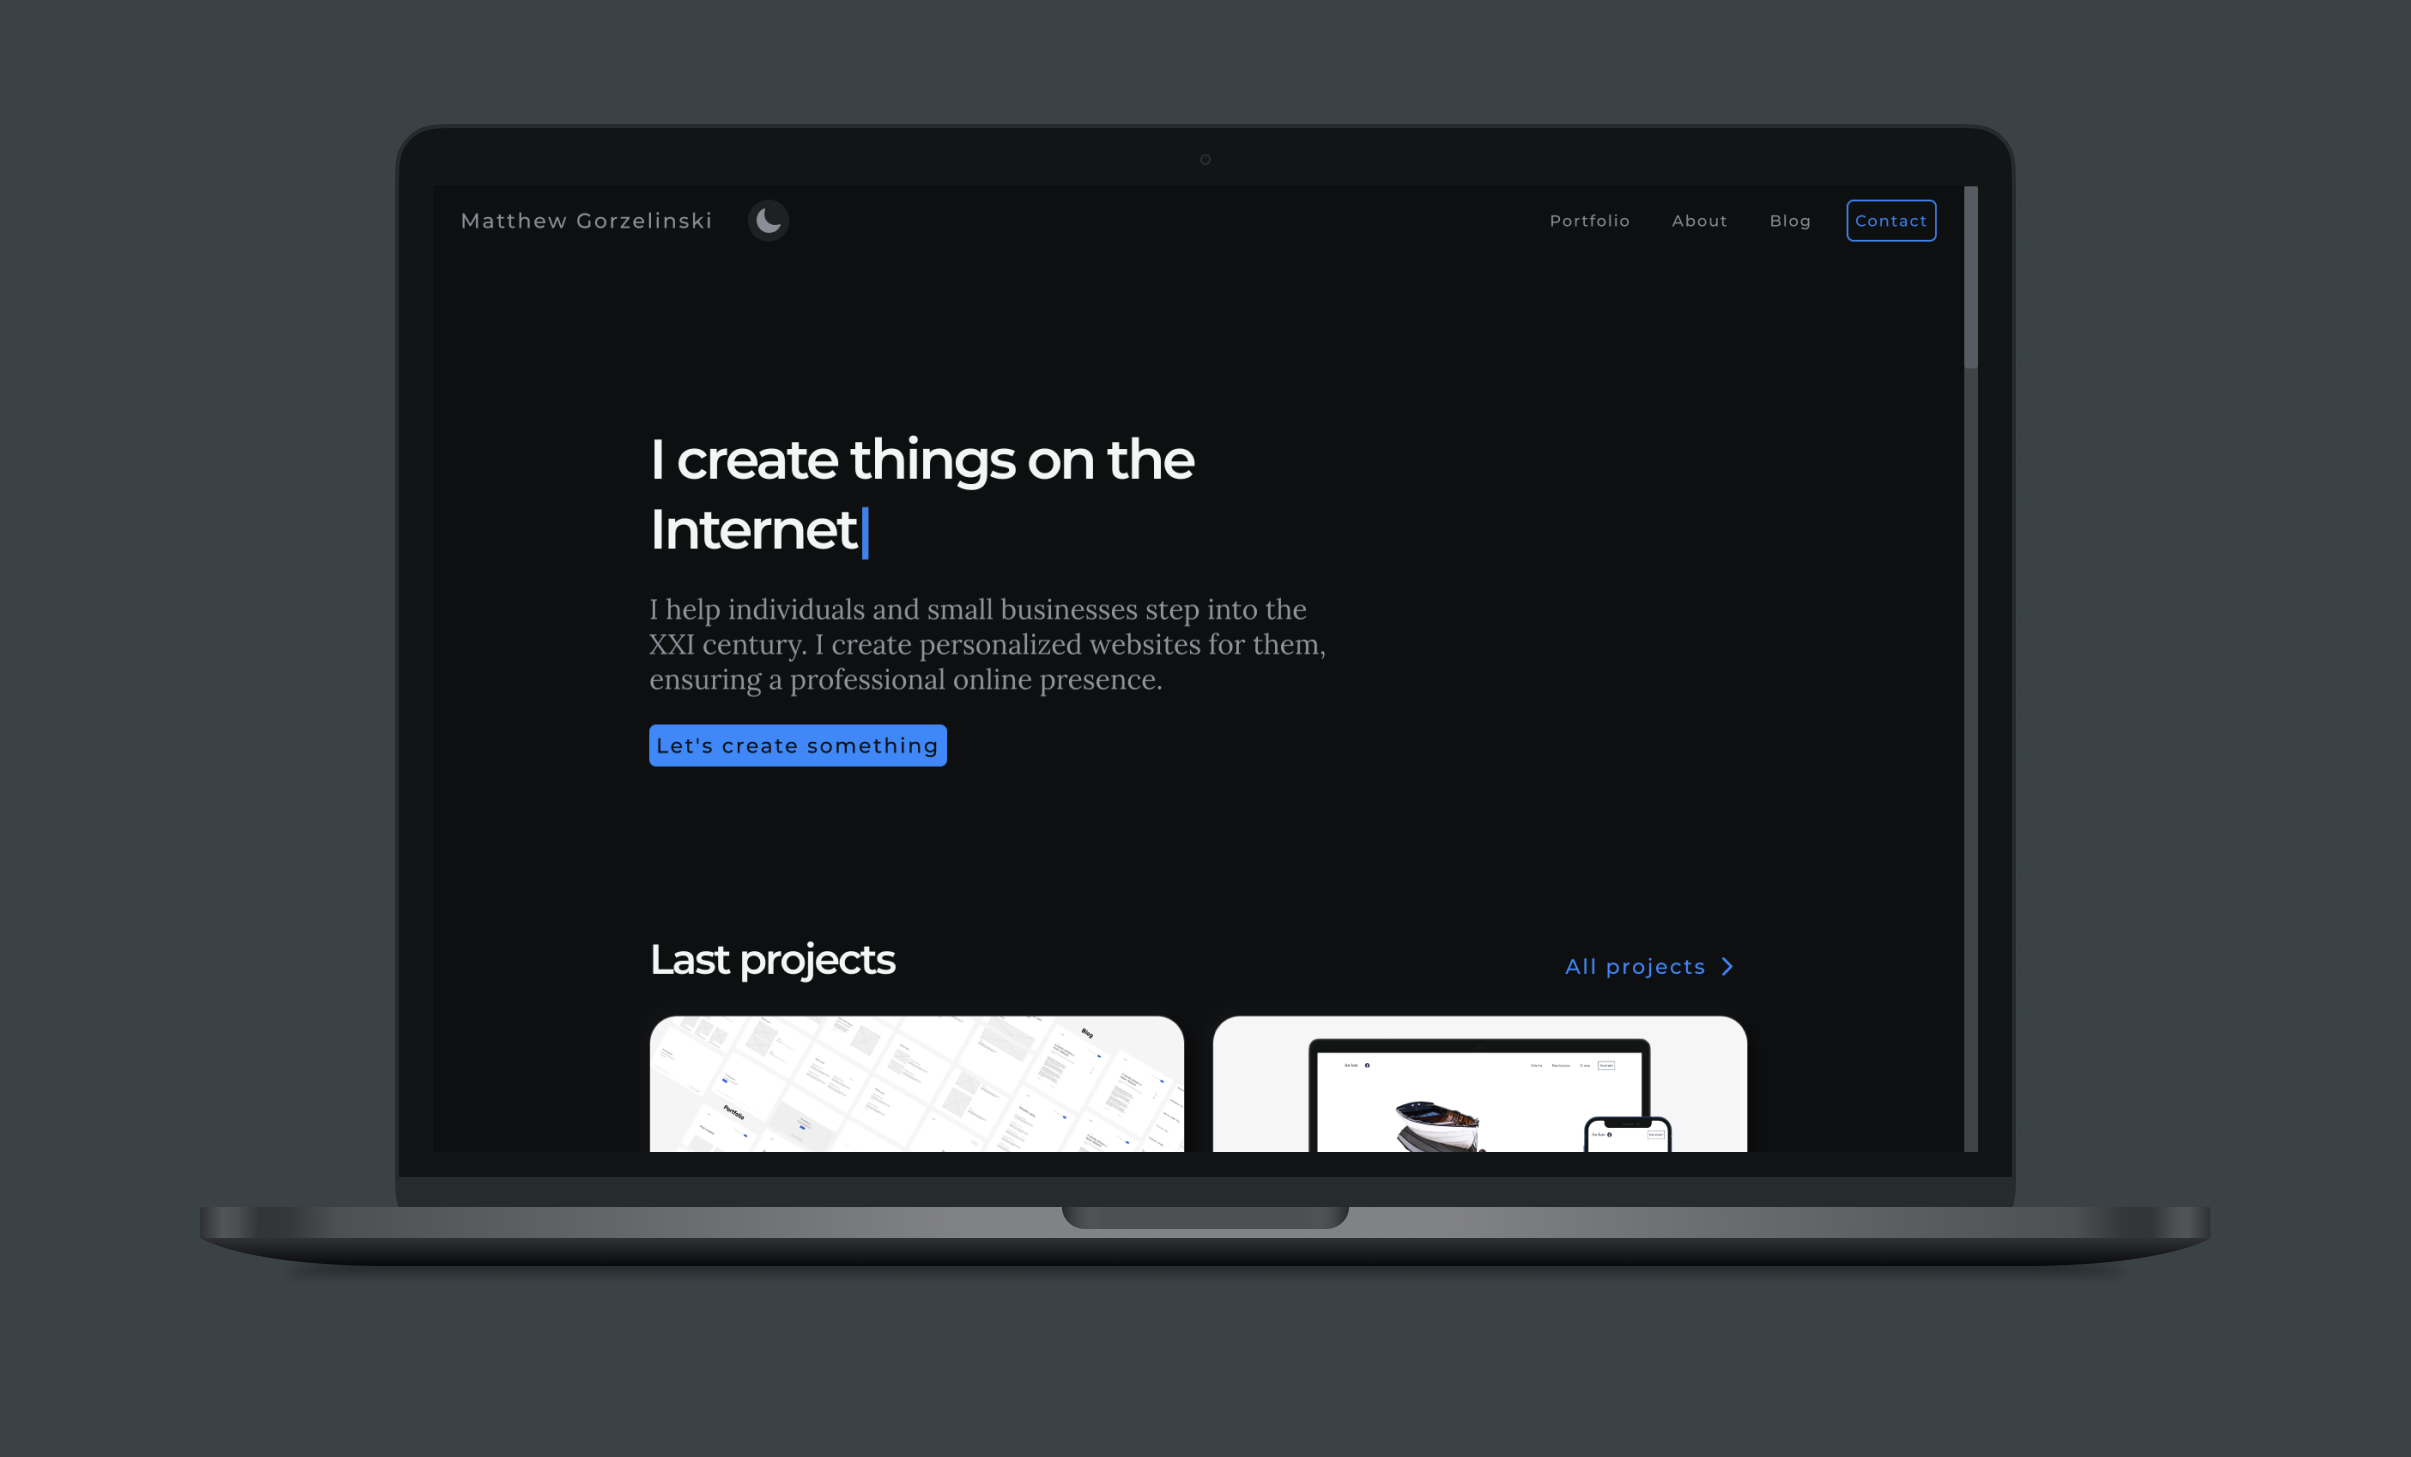 Matthew Gorzelinski
Portfolio
About
Blog
Contact
I create things on the
Internet
I help individuals and small businesses step into the
XXI century. I create personalized websites for them,
ensuring a professional online presence.
Let's create something
Last projects
All projects
Blog
Portfolio